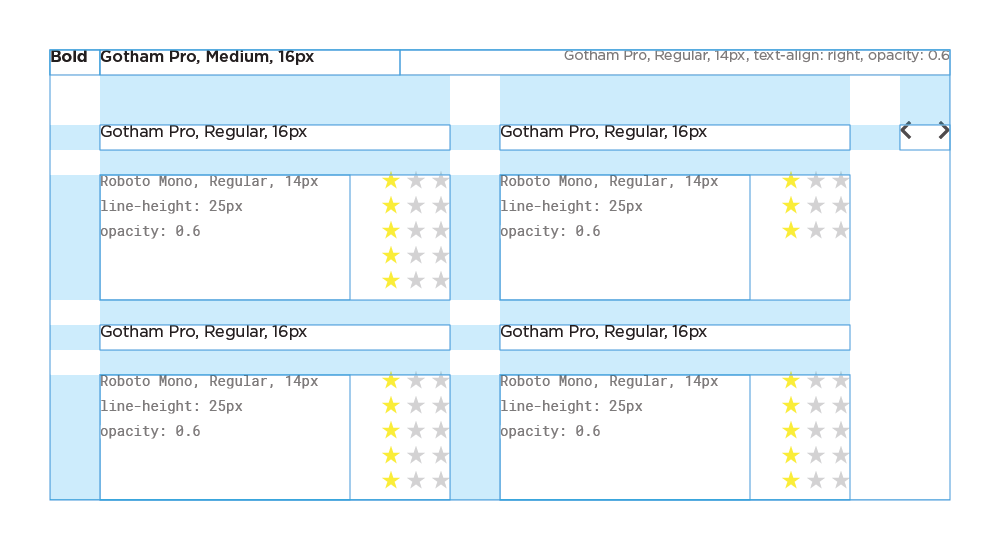 Bold Gotham Pro, Medium, 16px Gotham Pro, Regular, 14px, text-align: right, opacity: 0.6
Gotham Pro, Regular, 16px Gotham Pro, Regular, 16px
Roboto Mono, Regular, 14px Roboto Mono, Regular, 14px
line-height: 25px line-height: 25px
opacity: 0.6 opacity: 0.6
Gotham Pro, Regular, 16px Gotham Pro, Regular, 16px
Roboto Mono, Regular, 14px Roboto Mono, Regular, 14px
line-height: 25px line-height: 25px
opacity: 0.6 opacity: 0.6